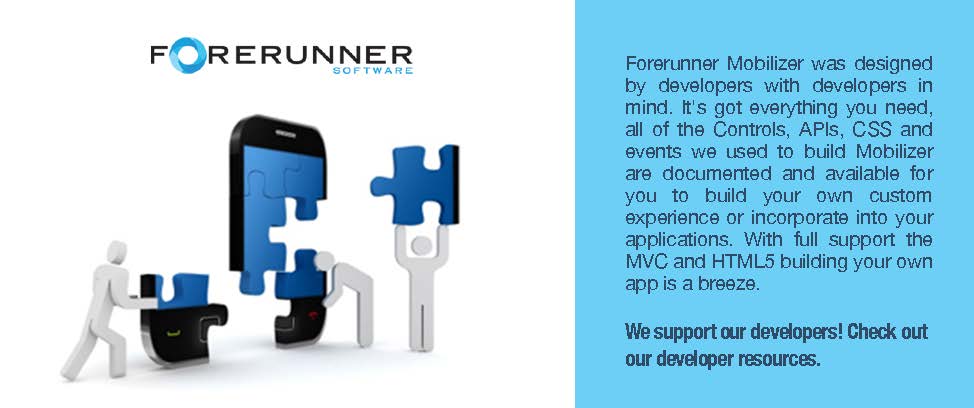 FORERUNNER
SOFTWARE
Forerunner Mobilizer was designed
by developers with developers in
mind. It's got everything you need,
all of the Controls, APIs, CSS and
events we used to build Mobilizer
are documented and available for
you to build your own custom
experience or incorporate into your
applications. With full support the
MVC and HTML5 building your own
app is a breeze.
We support our developers! Check out
our developer resources.